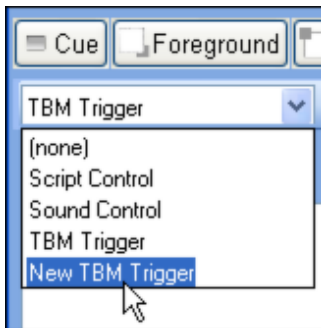 Cue Foreground
TBM Trigger
(none)
Script Control
Sound Control
TBM Trigger
New TBM Trigger